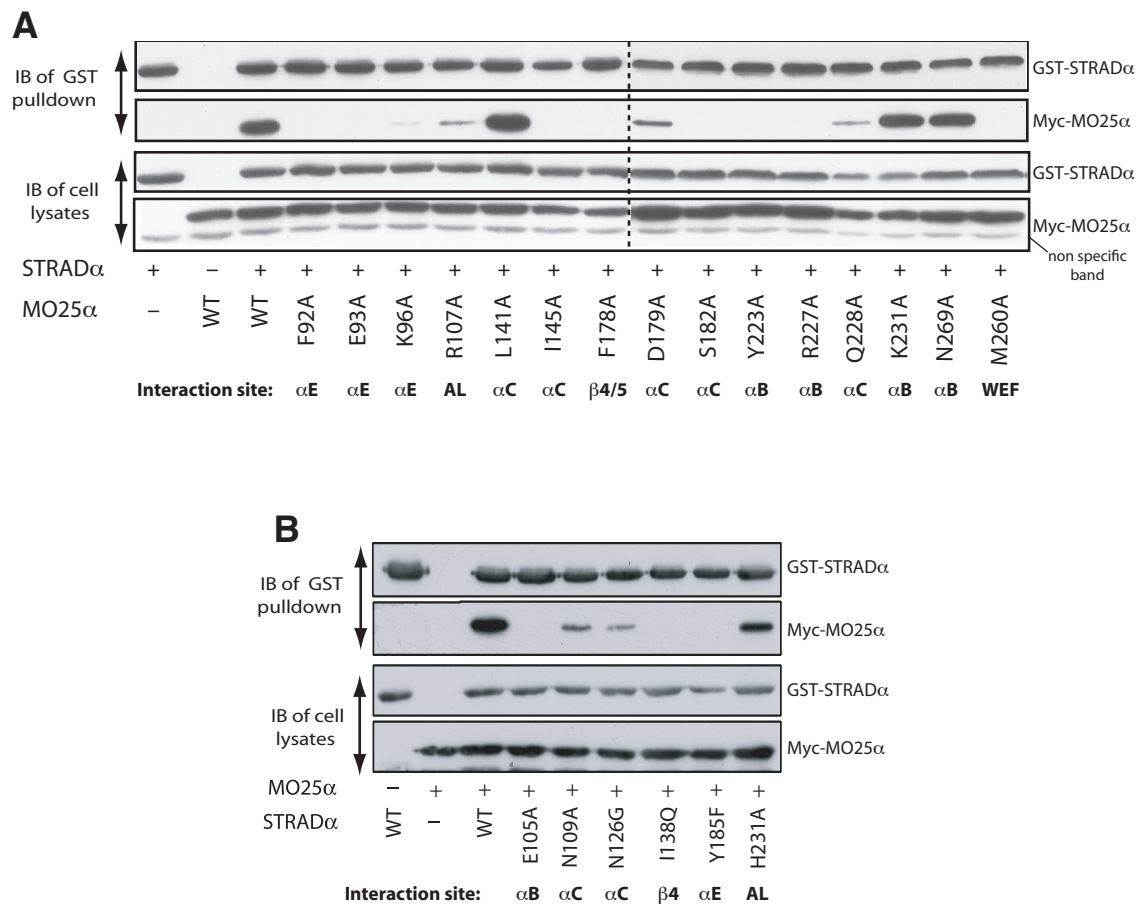 A
IB of GST
pulldown
GST-STRADα
Myc-MO25α
IB of cell
lysates
GST-STRADα
Myc-MO25α
non specific
band
STRADα + – + + + + + + + + + + + + + + + +
MO25α – WT WT F92A E93A K96A R107A L141A I145A F178A D179A S182A Y223A R227A Q228A K231A N269A M260A
Interaction site: αE αE αE AL αC αC β4/5 αC αC αB αB αC αB αB WEF
B
IB of GST
pulldown
GST-STRADα
Myc-MO25α
IB of cell
lysates
GST-STRADα
Myc-MO25α
MO25α – + + + + + + + +
STRADα WT – WT E105A N109A N126G I138Q Y185F H231A
Interaction site: αB αC αC β4 αE AL